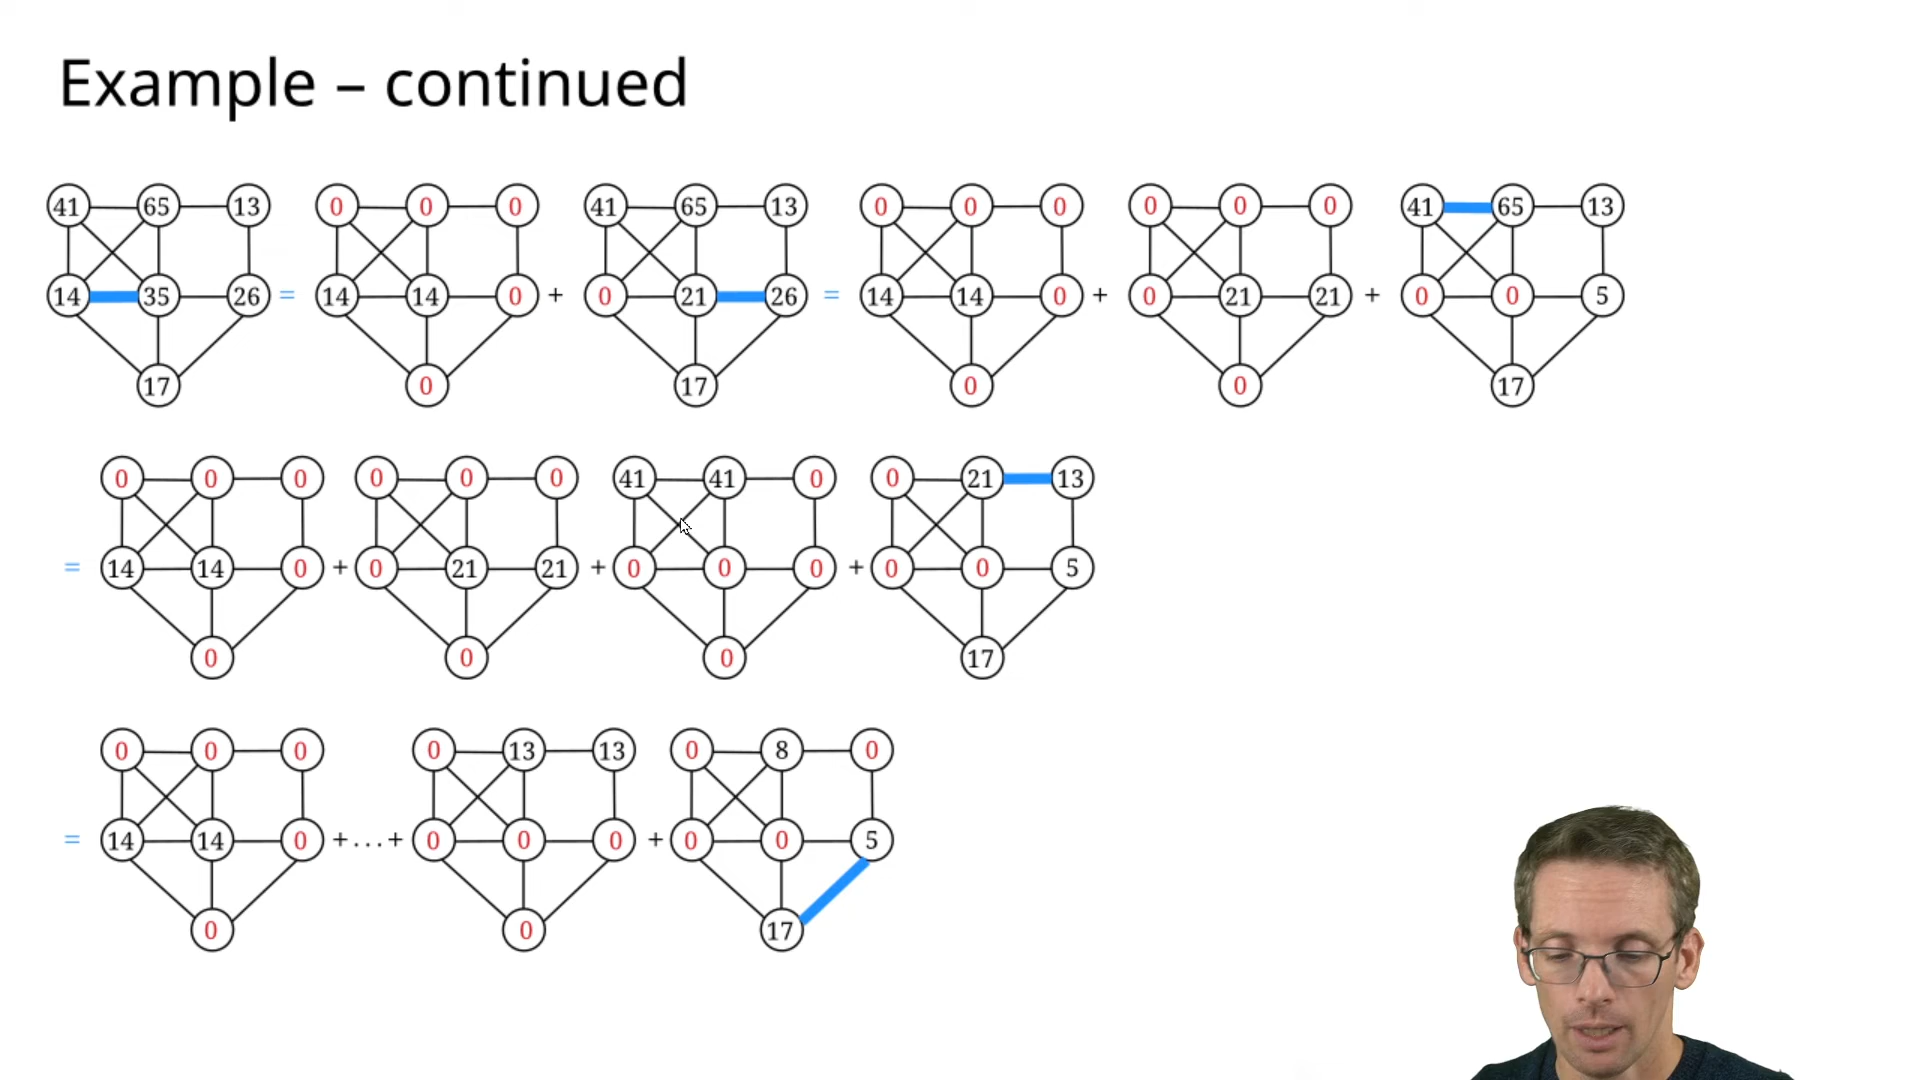 Example – continued
41 65 13 0 0 0 41 65 13 0 0 0 0 0 0 41 65 13
14 35 26 = 14 14 0 + 0 21 26 = 14 14 0 + 0 21 21 + 0 0 5
17 0 17 0 0 17
0 0 0 0 0 0 41 41 0 0 21 13
= 14 14 0 + 0 21 21 + 0 0 0 + 0 0 5
0 0 0 17
0 0 0 0 13 13 0 8 0
= 14 14 0 +...+ 0 0 0 + 0 0 5
0 0 17